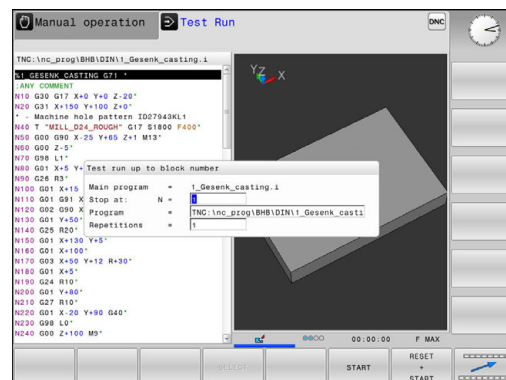 Manual operation
Test Run
DNC
TNC:\nc_prog\BHB\DIN\1_Gesenk_casting.i
%1_GESENK_CASTING G71 *
;ANY COMMENT
N10 G30 G17 X+0 Y+0 Z-20*
N20 G31 X+150 Y+100 Z+0*
* - Machine hole pattern ID27943KL1
N40 T "MILL_D24_ROUGH" G17 S1800 F400*
N50 G00 G90 X-25 Y+65 Z+1 M13*
N60 G00 Z-5*
N70 G98 L1*
N80 G01 X+5 Y+
N90 G26 R3*
N100 G01 X+15
N110 G01 G91 X
N120 G02 G90 X
N130 G01 Y+50*
N140 G25 R20*
N150 G01 X+130 Y+5*
N160 G01 X+100*
N170 G03 X+50 Y+12 R+30*
N180 G01 X+5*
N190 G24 R10*
N200 G01 Y+80*
N210 G27 R10*
N220 G01 X-20 Y+90 G40*
N230 G98 L0*
N240 G00 Z+100 M9*
YZ X
Test run up to block number
Main program = 1_Gesenk_casting.i
Stop at: N = 1
Program = TNC:\nc_prog\BHB\DIN\1_Gesenk_casti
Repetitions = 1
00:00:00 F MAX
SELECT
START
RESET
+
START